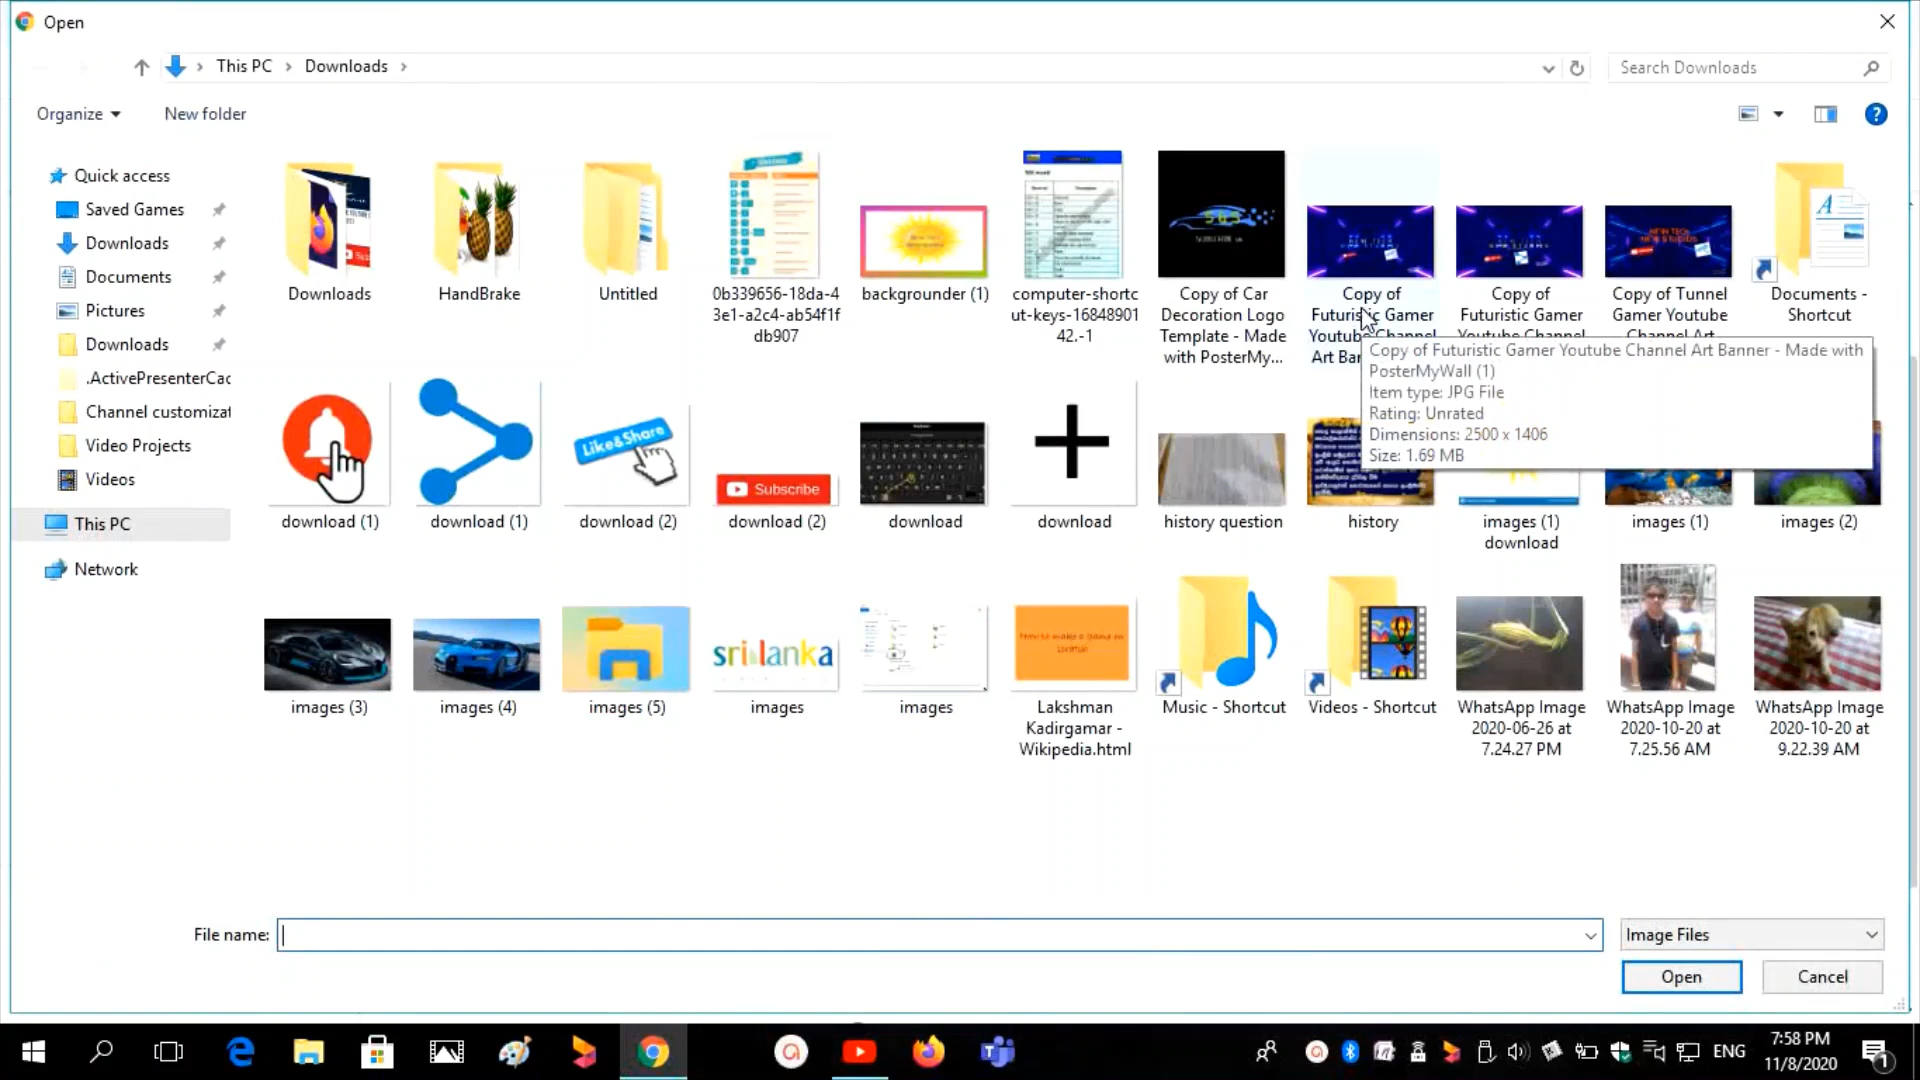 Open
This PC
Downloads
Search Downloads
Organize
New folder
Quick access
Saved Games
Downloads
Documents
Pictures
Downloads
.ActivePresenterCac
Channel customizat
Video Projects
Videos
This PC
Network
Downloads
HandBrake
Untitled
0b339656-18da-4
3e1-a2c4-ab54f1f
db907
backgrounder (1)
computer-shortc
ut-keys-16848901
42.-1
Copy of Car
Decoration Logo
Template - Made
with PosterMy...
Copy of
Futuristic Gamer
Youtube Channel
Art Ban
Copy of
Futuristic Gamer
Youtube Channel
Copy of Tunnel
Gamer Youtube
Channel Art
Documents -
Shortcut
Copy of Futuristic Gamer Youtube Channel Art Banner - Made with
PosterMyWall (1)
Item type: JPG File
Rating: Unrated
Dimensions: 2500 x 1406
Size: 1.69 MB
Like&Share
Subscribe
download (1)
download (1)
download (2)
download (2)
download
download
history question
history
images (1)
download
images (1)
images (2)
sri lanka
images (3)
images (4)
images (5)
images
images
Lakshman
Kadirgamar -
Wikipedia.html
Music - Shortcut
Videos - Shortcut
WhatsApp Image
2020-06-26 at
7.24.27 PM
WhatsApp Image
2020-10-20 at
7.25.56 AM
WhatsApp Image
2020-10-20 at
9.22.39 AM
File name:
Image Files
Open
Cancel
ENG
7:58 PM
11/8/2020
1